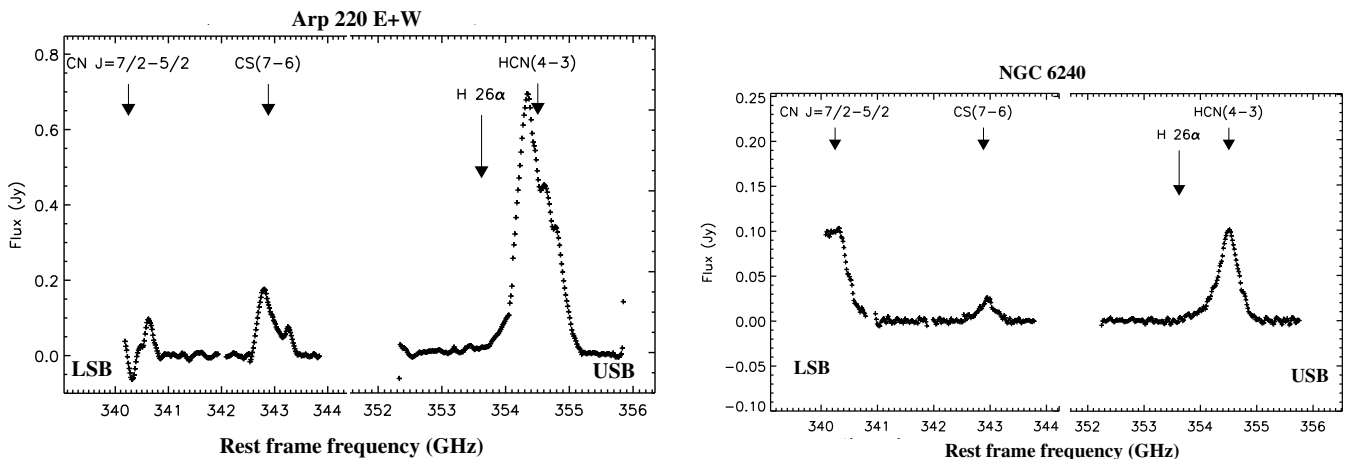 Arp 220 E+W
0.8
0.6
0.4
0.2
0.0
Flux (Jy)
CN J=7/2−5/2
CS(7−6)
HCN(4−3)
H 26α
LSB
USB
340 341 342 343 344 352 353 354 355 356
Rest frame frequency (GHz)
NGC 6240
0.25
0.20
0.15
0.10
0.05
0.00
−0.05
−0.10
Flux (Jy)
CN J=7/2−5/2
CS(7−6)
HCN(4−3)
H 26α
LSB
USB
340 341 342 343 344 352 353 354 355 356
Rest frame frequency (GHz)